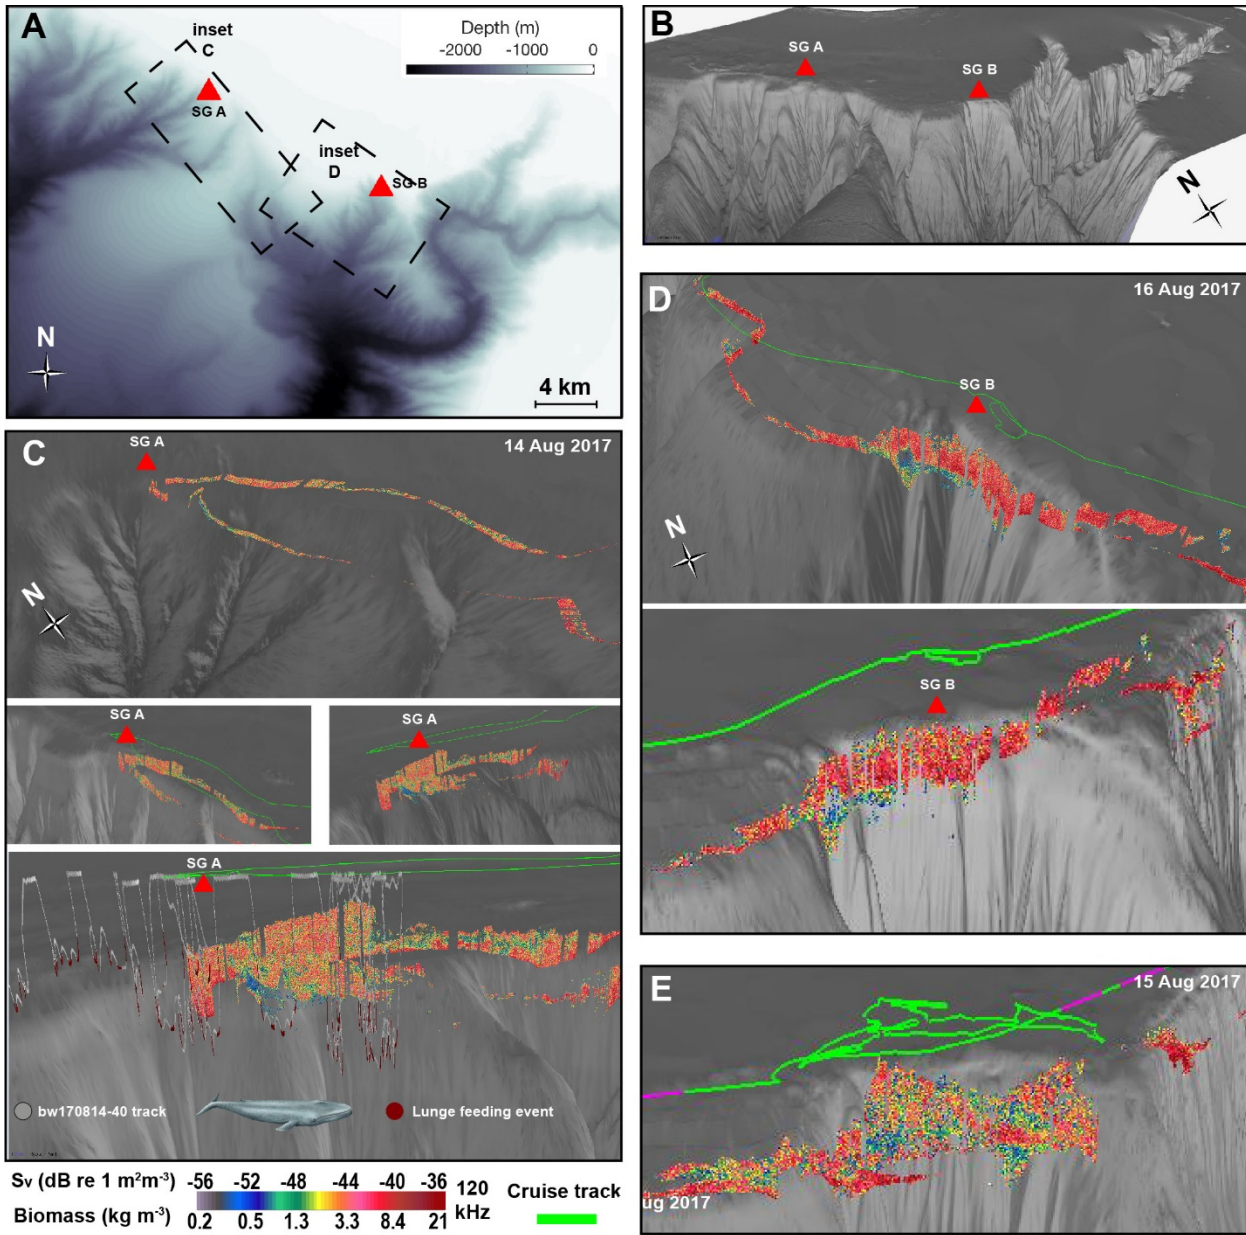 A
inset
C
SG A
inset
D
SG B
Depth (m)
-2000 -1000 0
N
4 km
B
SG A
SG B
N
C
SG A
14 Aug 2017
N
SG A
SG A
SG A
bw170814-40 track
Lunge feeding event
Sv (dB re 1 m²m-³) -56 -52 -48 -44 -40 -36
Biomass (kg m-³) 0.2 0.5 1.3 3.3 8.4 21
120
kHz
Cruise track
D
16 Aug 2017
SG B
N
SG B
E
15 Aug 2017
ug 2017